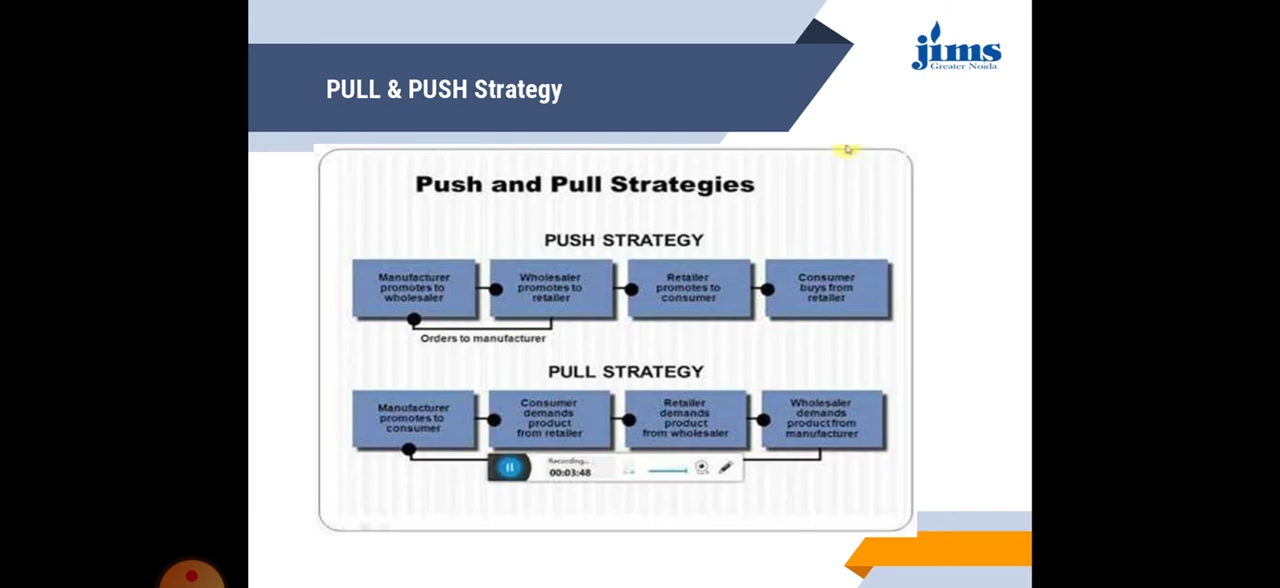 jims
Greater Noida
PULL & PUSH Strategy
Push and Pull Strategies
PUSH STRATEGY
Manufacturer
promotes to
wholesaler
Wholesaler
promotes to
retailer
Retailer
promotes to
consumer
Consumer
buys from
retailer
Orders to manufacturer
PULL STRATEGY
Manufacturer
promotes to
consumer
Consumer
demands
product
from retailer
Retailer
demands
product
from wholesaler
Wholesaler
demands
product from
manufacturer
Recording...
00:03:48